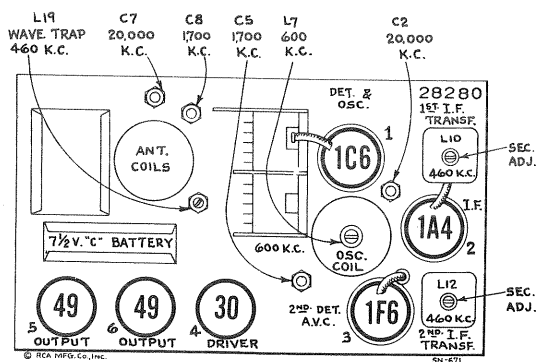 L19
WAVE TRAP
460 K.C.
C7
20,000
K.C.
C8
1,700
K.C.
C5
1,700
K.C.
L7
600
K.C.
C2
20,000
K.C.
DET. &
OSC.
28280
1ST. I.F.
TRANSF.
ANT.
COILS
1C6
1
L10
460 K.C.
SEC.
ADJ.
I.F.
1A4
2
7½ V. "C" BATTERY
600 K.C.
OSC.
COIL
49
5
OUTPUT
49
6
OUTPUT
30
4
DRIVER
2ND. DET.
A.V.C.
3
1F6
L12
460 K.C.
SEC.
ADJ.
2ND. I.F.
TRANSF.
© RCA MFG. CO., INC.
SN-671